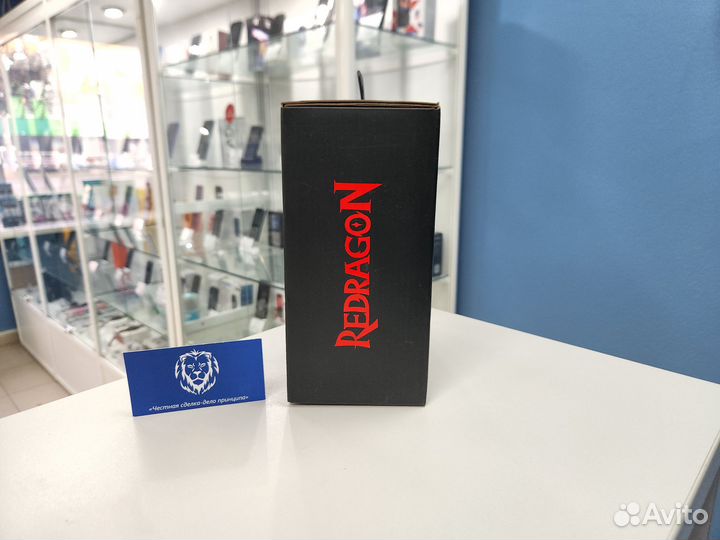 REDRAGON
«Честная сделка-дело принципа»
Avito